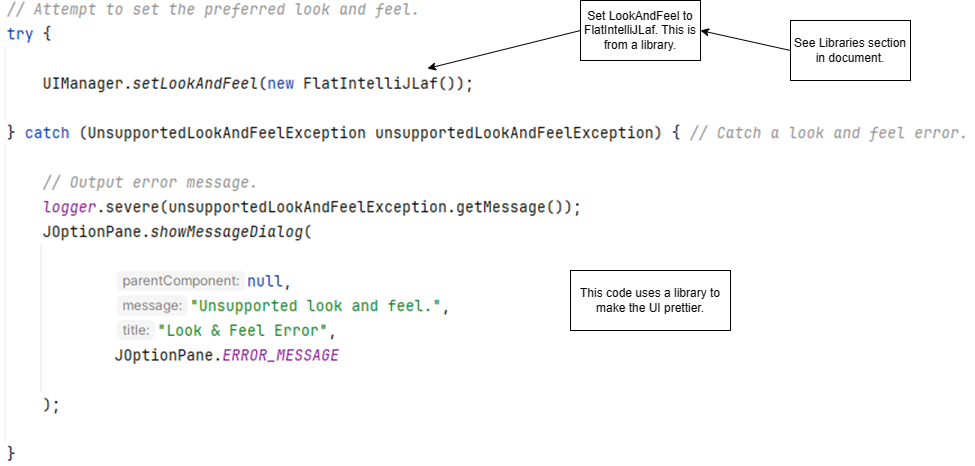 // Attempt to set the preferred look and feel.
try {
UIManager.setLookAndFeel(new FlatIntelliJLaf());
} catch (UnsupportedLookAndFeelException unsupportedLookAndFeelException) { // Catch a look and feel error.
// Output error message.
logger.severe(unsupportedLookAndFeelException.getMessage());
JOptionPane.showMessageDialog(
parentComponent: null,
message: "Unsupported look and feel.",
title: "Look & Feel Error",
JOptionPane.ERROR_MESSAGE
);
}
Set LookAndFeel to
FlatIntelliJLaf. This is
from a library.
See Libraries section
in document.
This code uses a library to
make the UI prettier.